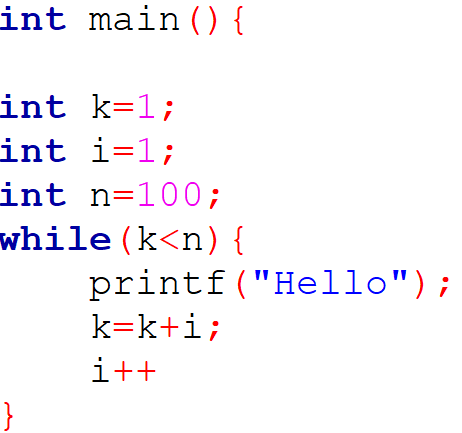 int main(){
int k=1;
int i=1;
int n=100;
while(k<n){
printf("Hello");
k=k+i;
i++
}